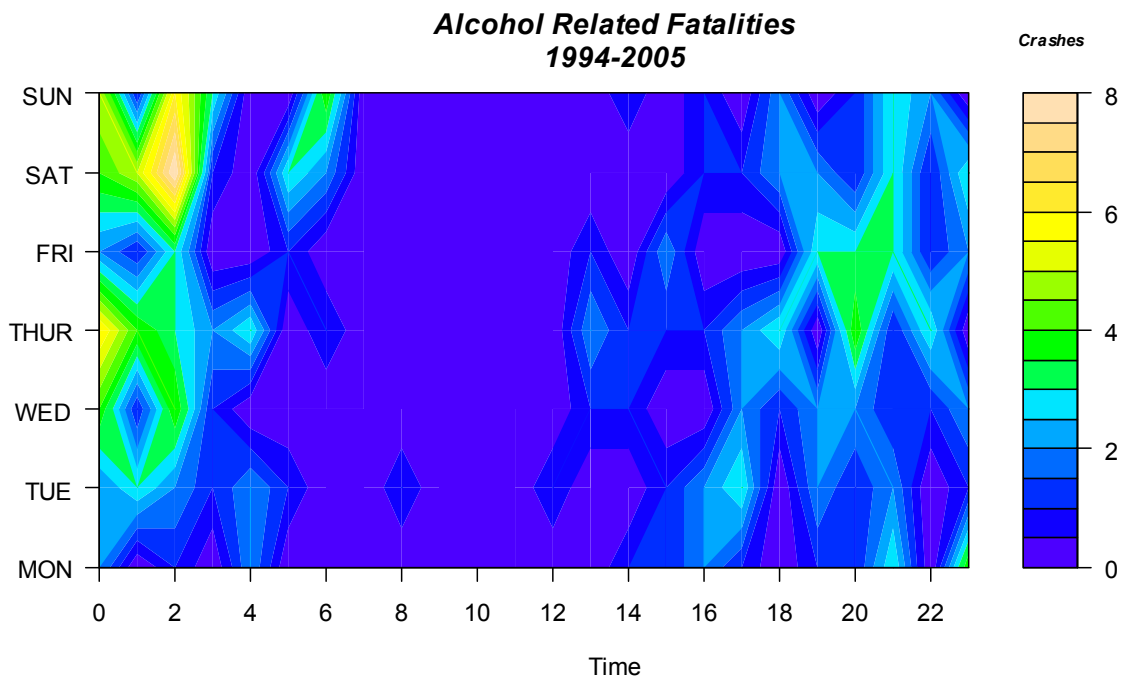 Alcohol Related Fatalities
1994-2005
Crashes
SUN
SAT
FRI
THUR
WED
TUE
MON
0 2 4 6 8 10 12 14 16 18 20 22
Time
8
6
4
2
0